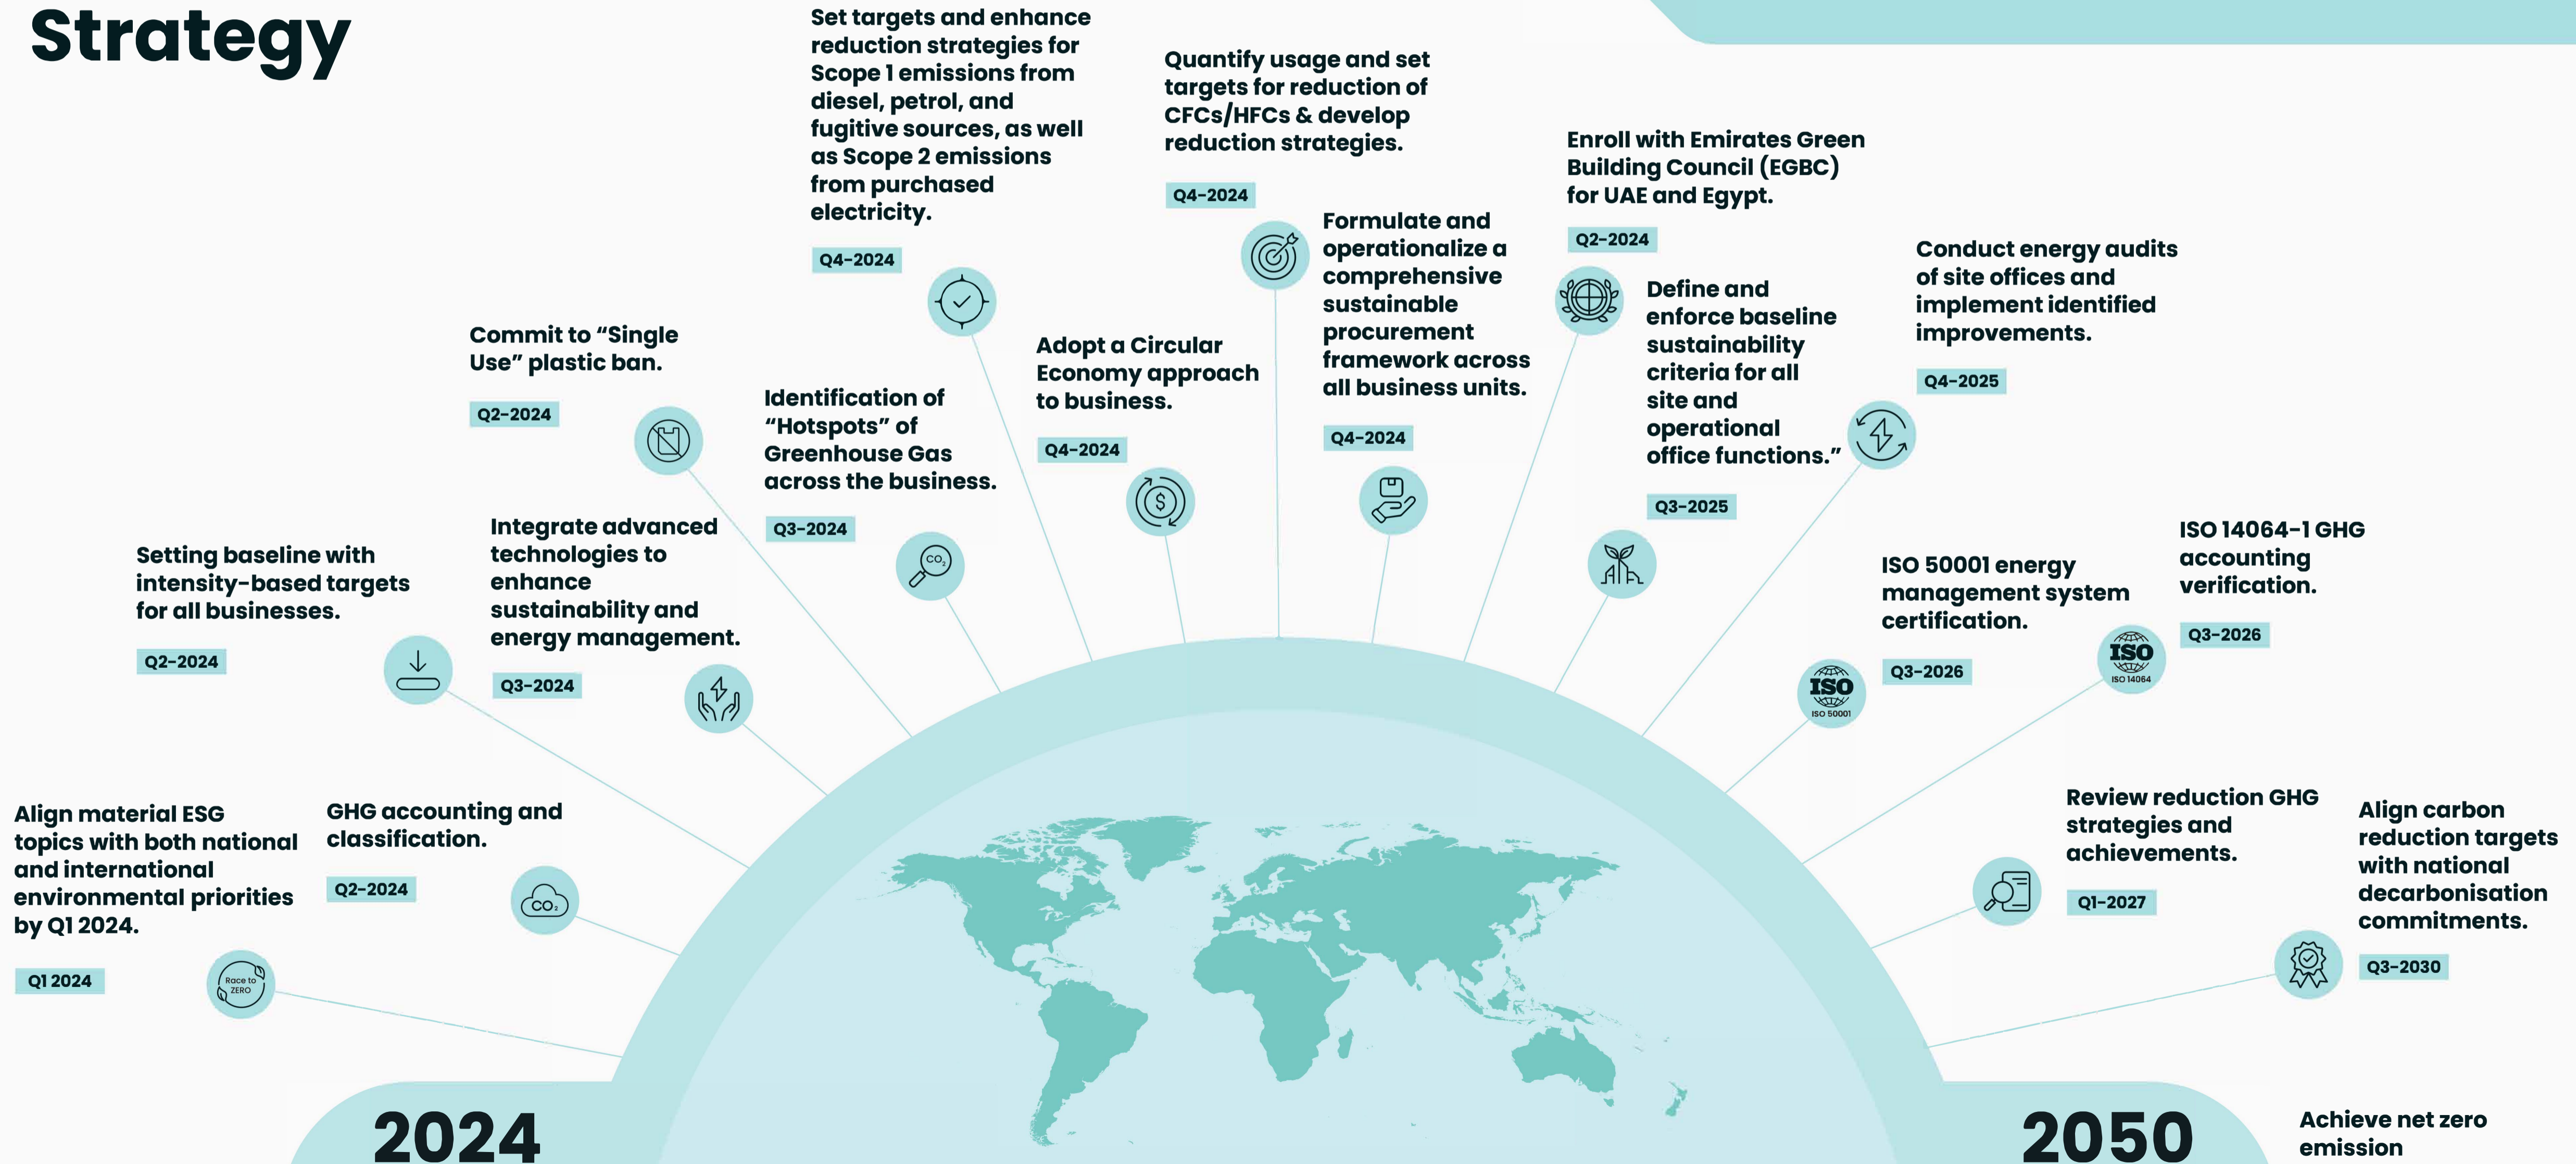 Strategy
Align material ESG
topics with both national
and international
environmental priorities
by Q1 2024.
Q1 2024
Race to
ZERO
GHG accounting and
classification.
Q2-2024
CO₂
Setting baseline with
intensity-based targets
for all businesses.
Q2-2024
Integrate advanced
technologies to
enhance
sustainability and
energy management.
Q3-2024
Commit to “Single
Use” plastic ban.
Q2-2024
Identification of
“Hotspots” of
Greenhouse Gas
across the business.
Q3-2024
CO₂
Set targets and enhance
reduction strategies for
Scope 1 emissions from
diesel, petrol, and
fugitive sources, as well
as Scope 2 emissions
from purchased
electricity.
Q4-2024
Adopt a Circular
Economy approach
to business.
Q4-2024
$
Quantify usage and set
targets for reduction of
CFCs/HFCs & develop
reduction strategies.
Q4-2024
Formulate and
operationalize a
comprehensive
sustainable
procurement
framework across
all business units.
Q4-2024
Enroll with Emirates Green
Building Council (EGBC)
for UAE and Egypt.
Q2-2024
Define and
enforce baseline
sustainability
criteria for all
site and
operational
office functions.”
Q3-2025
Conduct energy audits
of site offices and
implement identified
improvements.
Q4-2025
ISO 50001 energy
management system
certification.
Q3-2026
ISO
ISO 50001
ISO 14064-1 GHG
accounting
verification.
Q3-2026
ISO
ISO 14064
Review reduction GHG
strategies and
achievements.
Q1-2027
Align carbon
reduction targets
with national
decarbonisation
commitments.
Q3-2030
2024
2050
Achieve net zero
emission